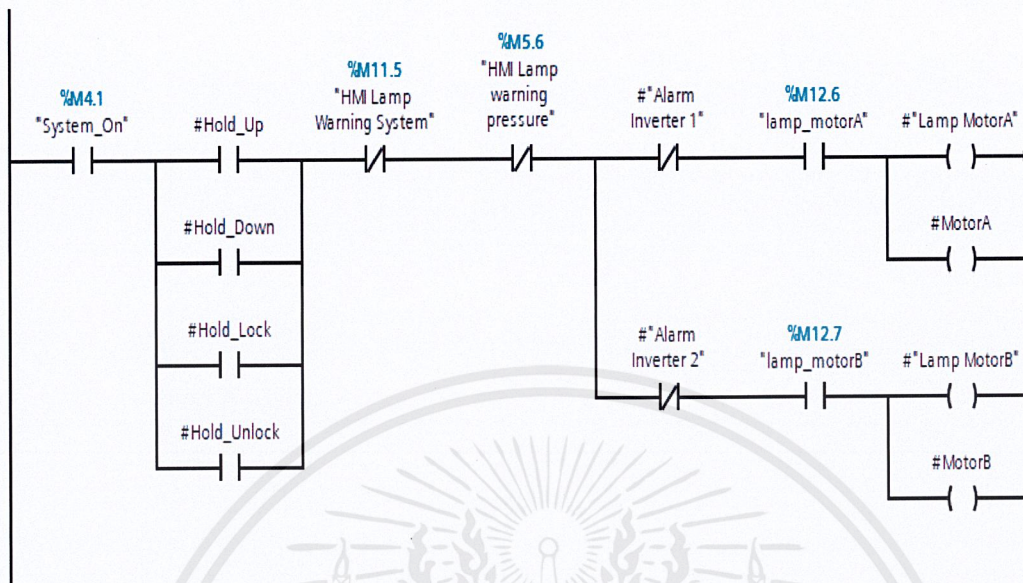 %M5.6
"HMI Lamp
warning
pressure"
%M11.5
"HMI Lamp
Warning System"
%M4.1
"System_On"
#Hold_Up
#"Alarm
Inverter 1"
%M12.6
"lamp_motorA"
#"Lamp MotorA"
#Hold_Down
#MotorA
#Hold_Lock
#"Alarm
Inverter 2"
%M12.7
"lamp_motorB"
#"Lamp MotorB"
#Hold_Unlock
#MotorB